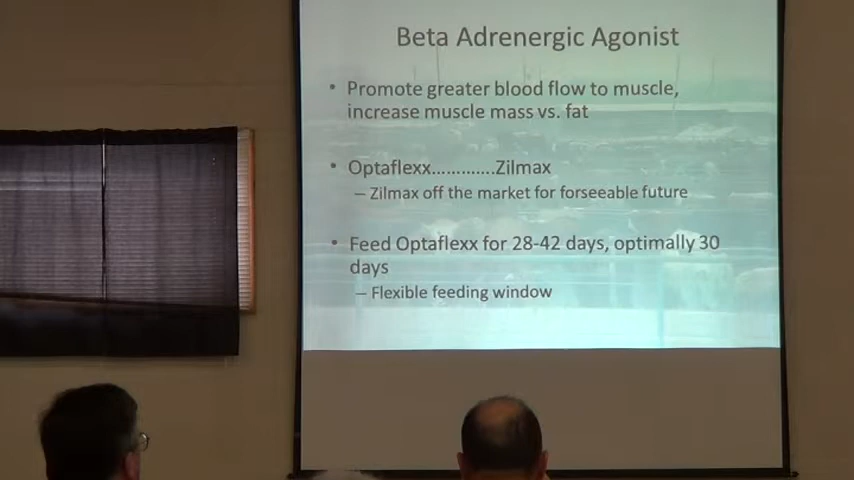 Beta Adrenergic Agonist
• Promote greater blood flow to muscle,
increase muscle mass vs. fat
• Optaflexx.............Zilmax
– Zilmax off the market for forseeable future
• Feed Optaflexx for 28-42 days, optimally 30
days
– Flexible feeding window